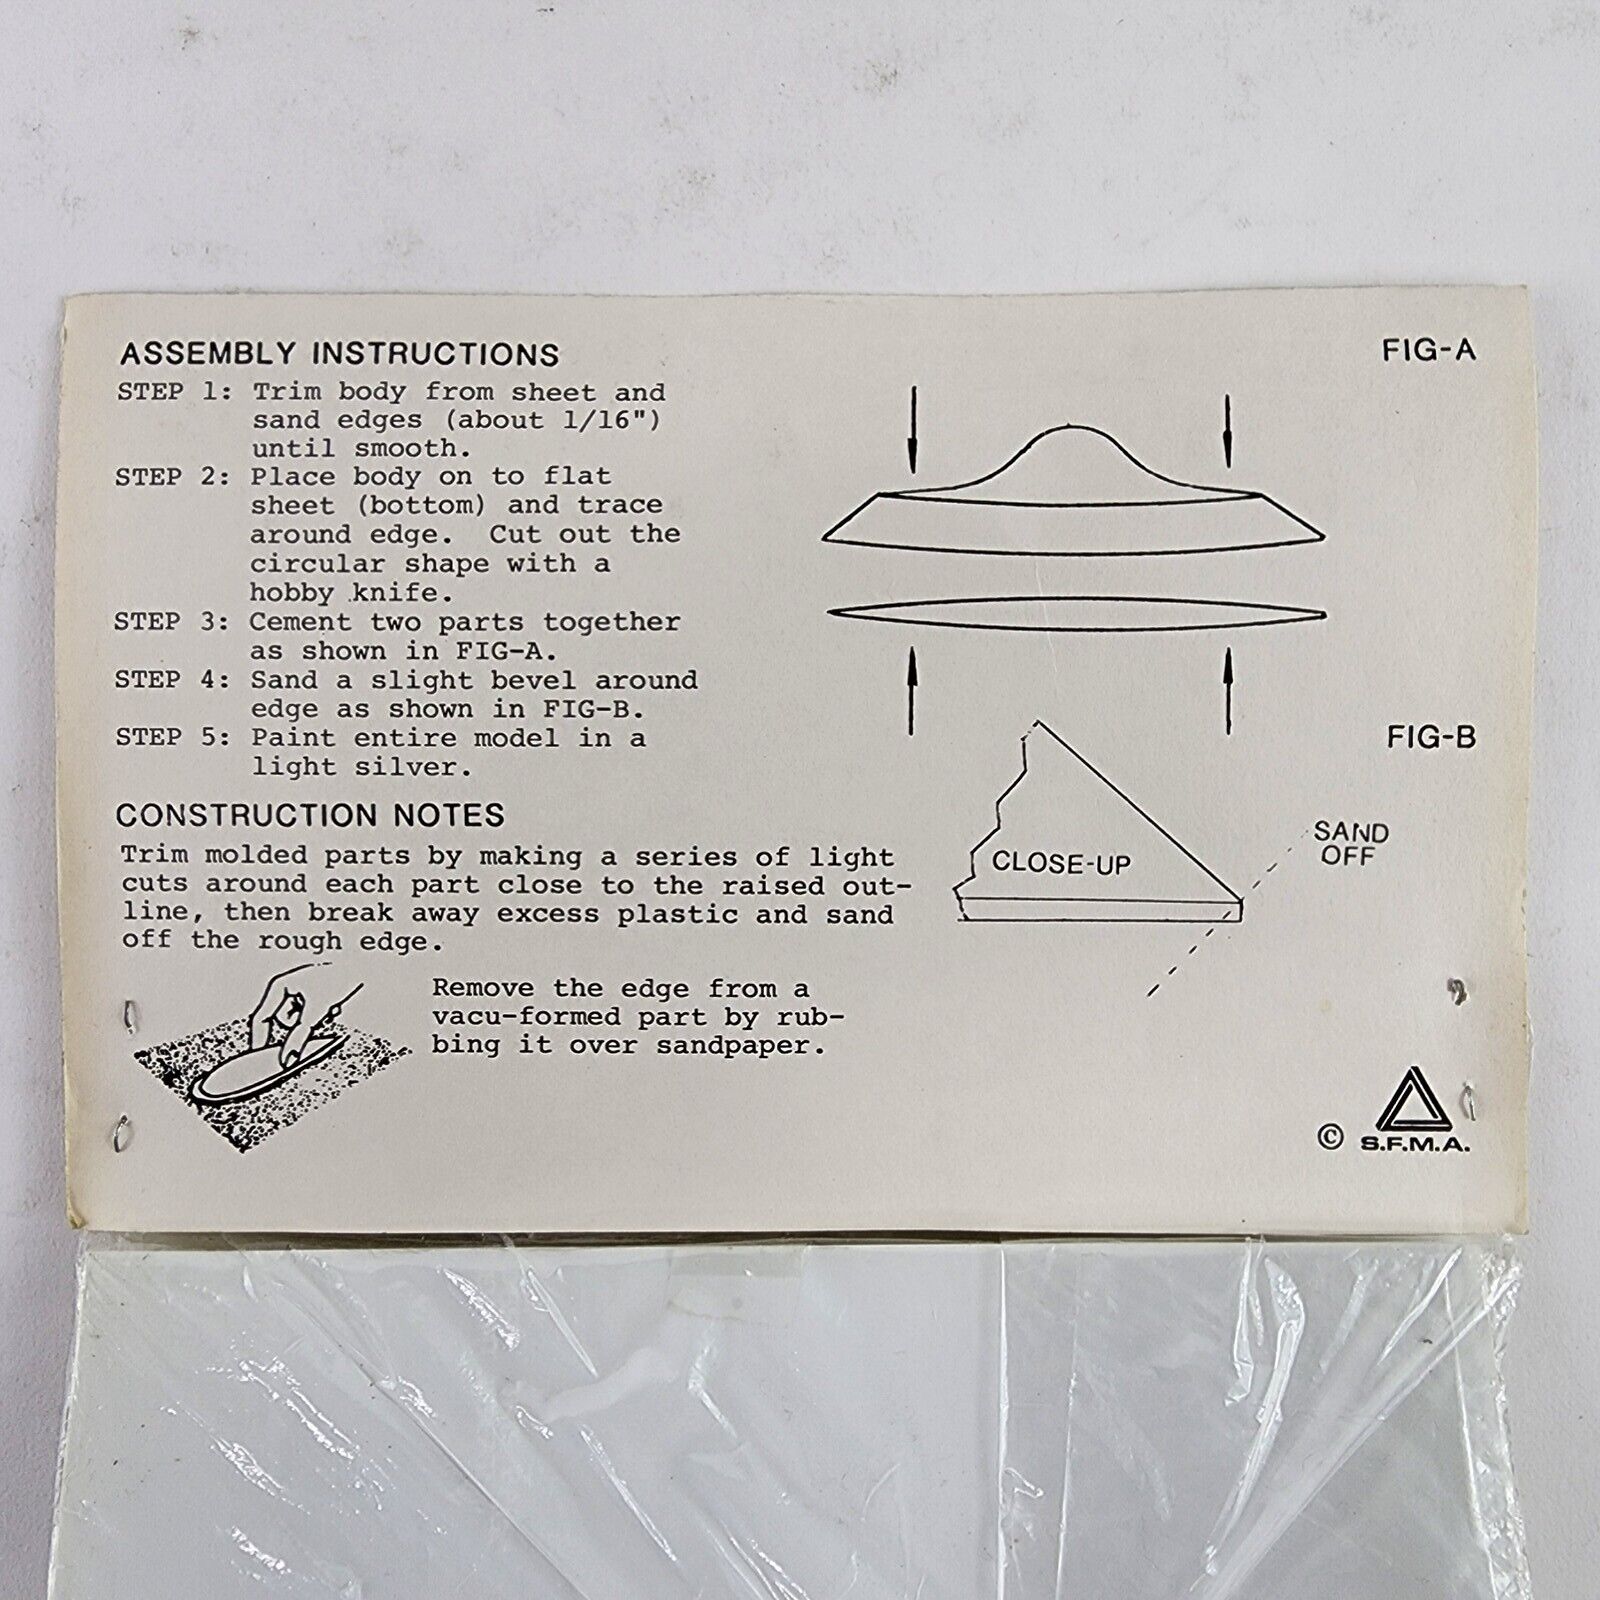 ASSEMBLY INSTRUCTIONS
STEP 1: Trim body from sheet and
sand edges (about 1/16")
until smooth.
STEP 2: Place body on to flat
sheet (bottom) and trace
around edge. Cut out the
circular shape with a
hobby knife.
STEP 3: Cement two parts together
as shown in FIG-A.
STEP 4: Sand a slight bevel around
edge as shown in FIG-B.
STEP 5: Paint entire model in a
light silver.
CONSTRUCTION NOTES
Trim molded parts by making a series of light
cuts around each part close to the raised out-
line, then break away excess plastic and sand
off the rough edge.
Remove the edge from a
vacu-formed part by rub-
bing it over sandpaper.
FIG-A
FIG-B
SAND
OFF
CLOSE-UP
© S.F.M.A.